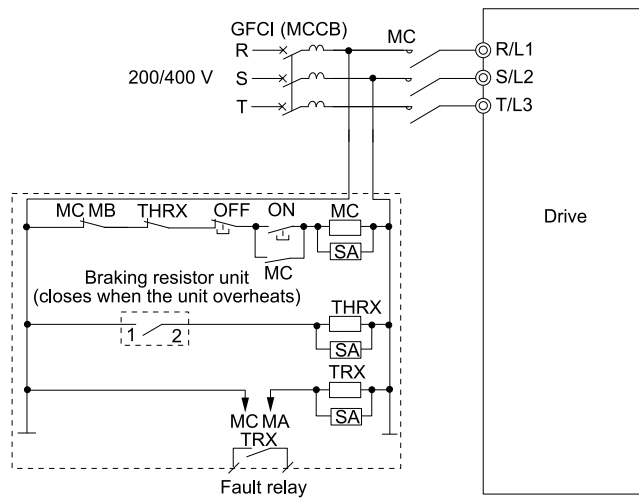 GFCI (MCCB)
MC
R
R/L1
200/400 V
S
S/L2
T
T/L3
Drive
MC MB
THRX
OFF
ON
MC
SA
MC
Braking resistor unit
(closes when the unit overheats)
THRX
1
2
SA
TRX
SA
MC MA
TRX
Fault relay